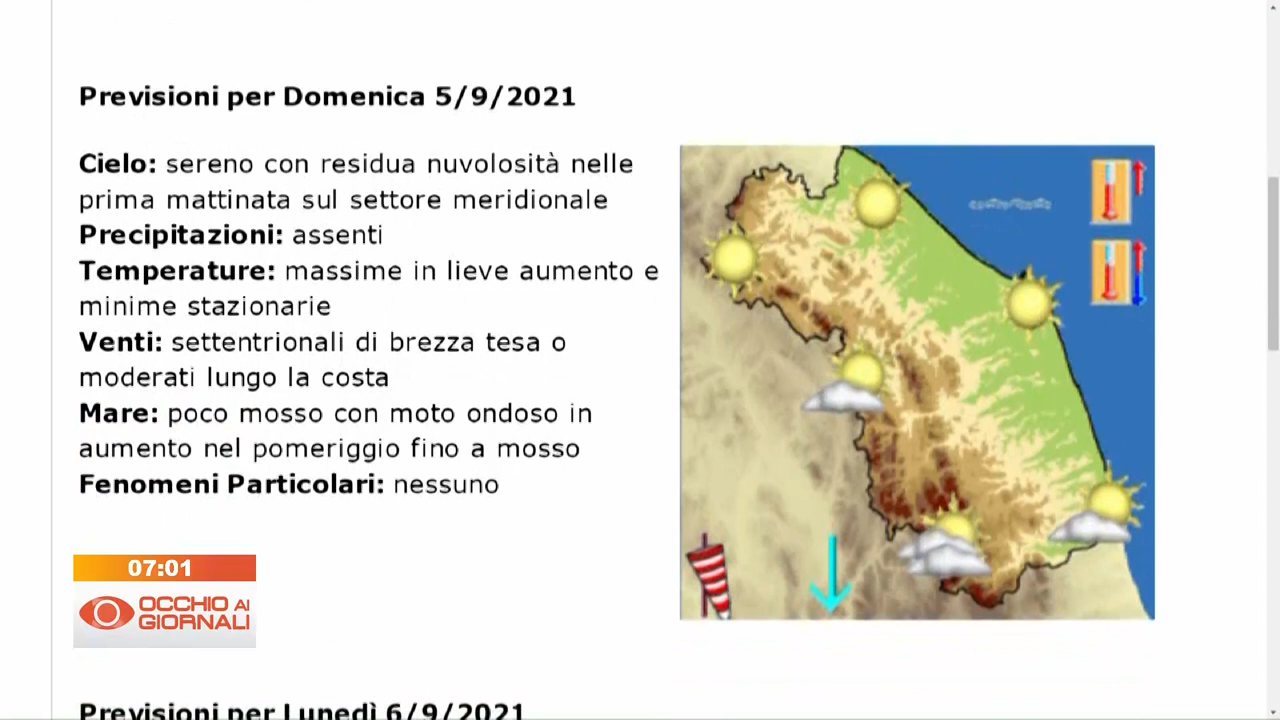 Previsioni per Domenica 5/9/2021
Cielo: sereno con residua nuvolosità nelle
prima mattinata sul settore meridionale
Precipitazioni: assenti
Temperature: massime in lieve aumento e
minime stazionarie
Venti: settentrionali di brezza tesa o
moderati lungo la costa
Mare: poco mosso con moto ondoso in
aumento nel pomeriggio fino a mosso
Fenomeni Particolari: nessuno
07:01
OCCHIO AI
GIORNALI
Previsioni per Lunedì 6/9/2021